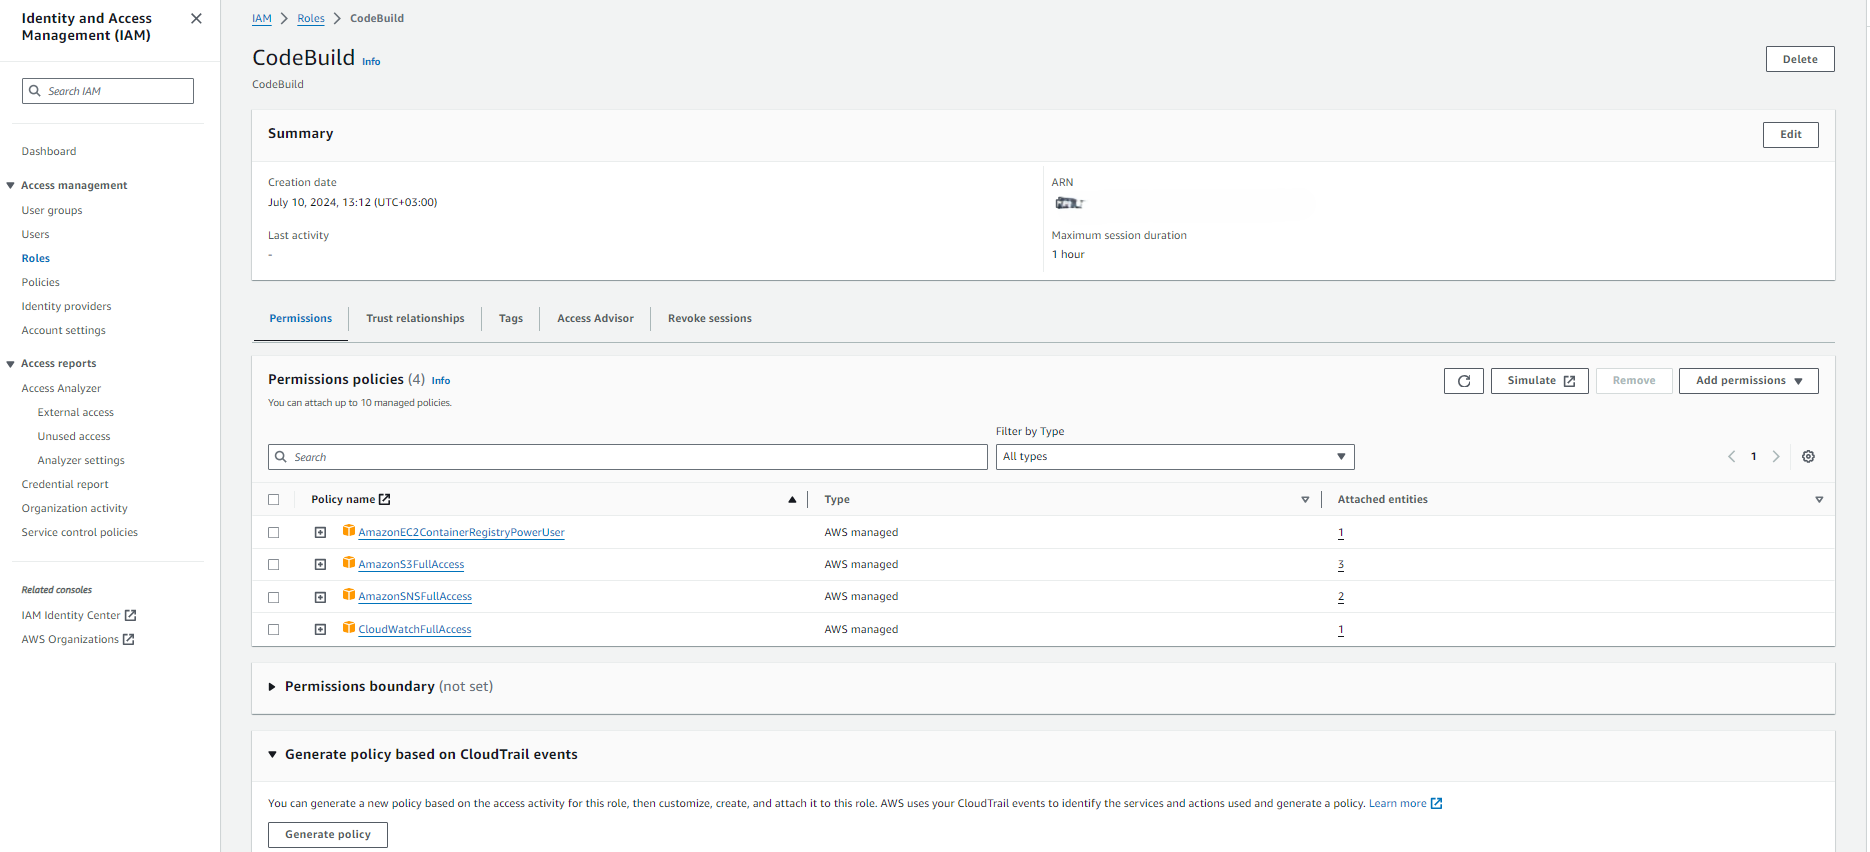 Identity and Access Management (IAM)
Search IAM
Dashboard
Access management
User groups
Users
Roles
Policies
Identity providers
Account settings
Access reports
Access Analyzer
External access
Unused access
Analyzer settings
Credential report
Organization activity
Service control policies
Related consoles
IAM Identity Center
AWS Organizations
IAM > Roles > CodeBuild
CodeBuild Info
Delete
CodeBuild
Summary
Edit
Creation date
July 10, 2024, 13:12 (UTC+03:00)
ARN
Last activity
-
Maximum session duration
1 hour
Permissions Trust relationships Tags Access Advisor Revoke sessions
Permissions policies (4) Info
You can attach up to 10 managed policies.
Simulate Remove Add permissions
Filter by Type
Search All types 1
Policy name Type Attached entities
AmazonEC2ContainerRegistryPowerUser AWS managed 1
AmazonS3FullAccess AWS managed 3
AmazonSNSFullAccess AWS managed 2
CloudWatchFullAccess AWS managed 1
Permissions boundary (not set)
Generate policy based on CloudTrail events
You can generate a new policy based on the access activity for this role, then customize, create, and attach it to this role. AWS uses your CloudTrail events to identify the services and actions used and generate a policy. Learn more
Generate policy